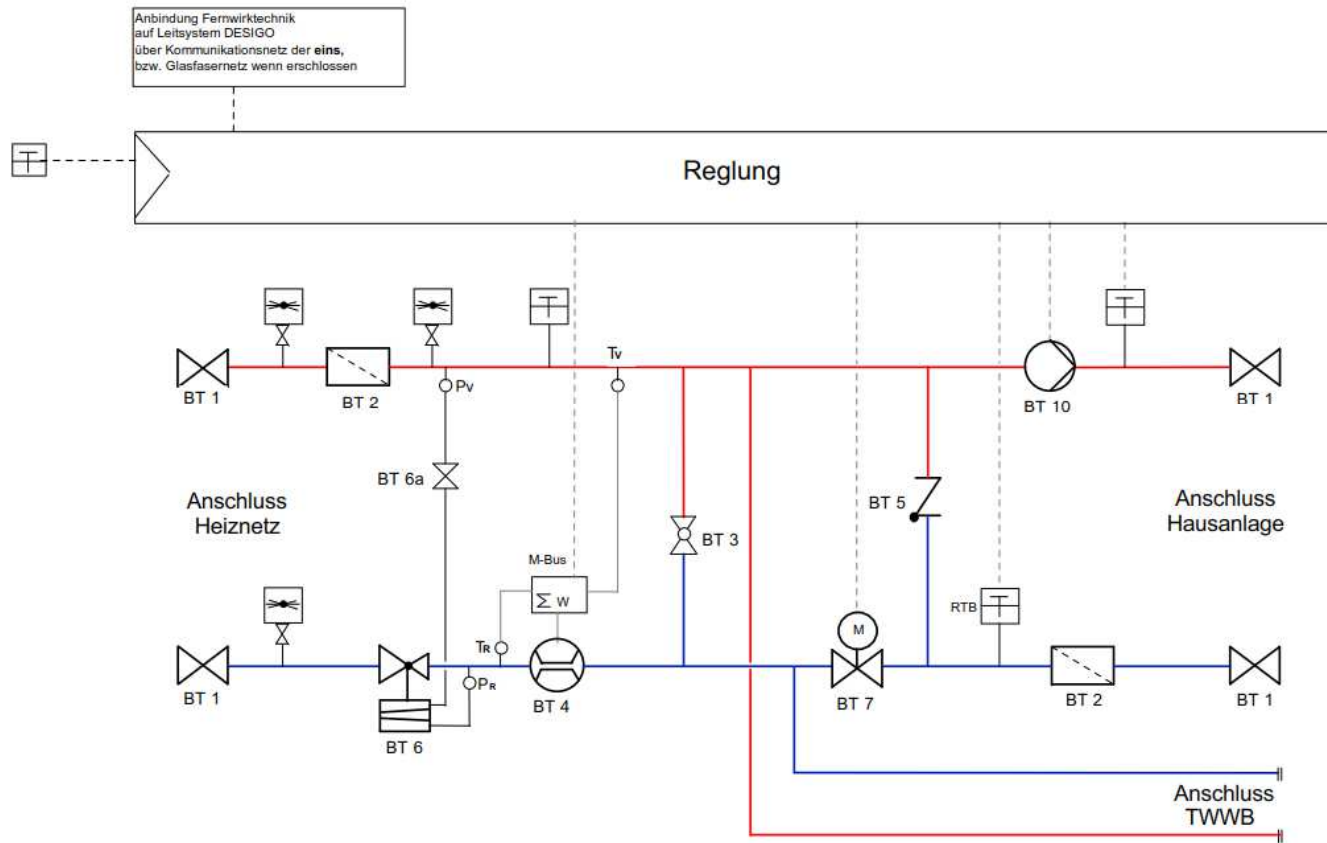 Anbindung Fernwirktechnik
auf Leitsystem DESIGO
über Kommunikationsnetz der eins,
bzw. Glasfasernetz wenn erschlossen
T
Reglung
T
T
TV
BT 1
BT 2
PV
BT 10
BT 1
BT 6a
Anschluss
Heiznetz
BT 5
Anschluss
Hausanlage
BT 3
M-Bus
Σ W
RTB
T
TR
M
BT 1
PR
BT 4
BT 7
BT 2
BT 1
BT 6
Anschluss
TWWB